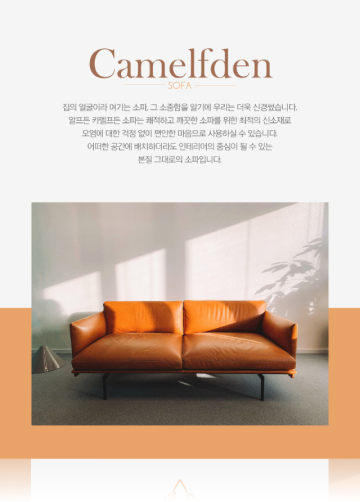 Camelfden
SOFA
집의 얼굴이라 여기는 소파, 그 소중함을 알기에 우리는 더욱 신경썼습니다.
알프든 카멜프든 소파는 쾌적하고 깨끗한 소파를 위한 최적의 신소재로
오염에 대한 걱정 없이 편안한 마음으로 사용하실 수 있습니다.
어떠한 공간에 배치하더라도 인테리어의 중심이 될 수 있는
본질 그대로의 소파입니다.